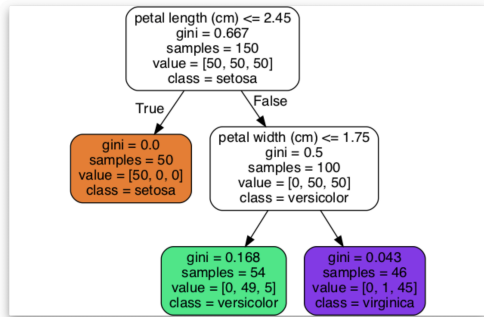 petal length (cm) <= 2.45
gini = 0.667
samples = 150
value = [50, 50, 50]
class = setosa
True
False
gini = 0.0
samples = 50
value = [50, 0, 0]
class = setosa
petal width (cm) <= 1.75
gini = 0.5
samples = 100
value = [0, 50, 50]
class = versicolor
gini = 0.168
samples = 54
value = [0, 49, 5]
class = versicolor
gini = 0.043
samples = 46
value = [0, 1, 45]
class = virginica